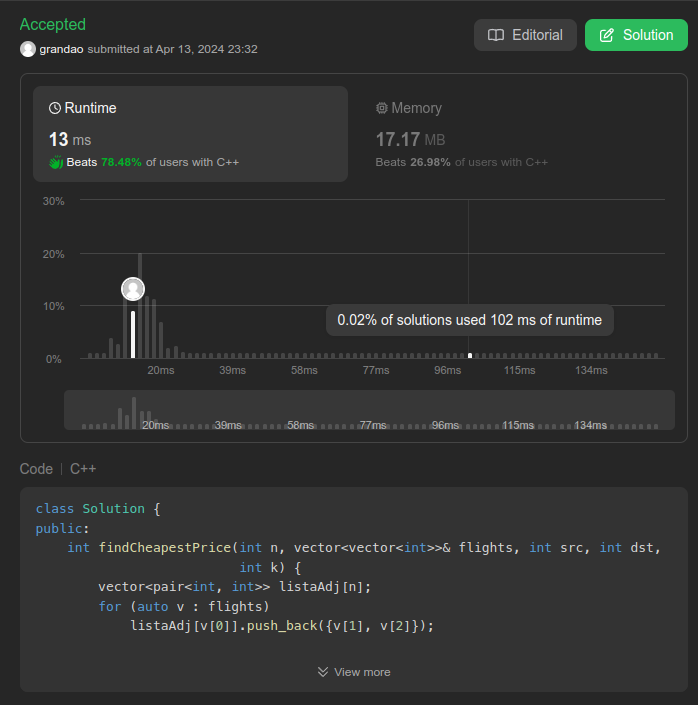 Accepted
grandao submitted at Apr 13, 2024 23:32
Editorial
Solution
Runtime
13 ms
Beats 78.48% of users with C++
Memory
17.17 MB
Beats 26.98% of users with C++
30%
20%
10%
0%
0.02% of solutions used 102 ms of runtime
20ms 39ms 58ms 77ms 96ms 115ms 134ms
20ms 39ms 58ms 77ms 96ms 115ms 134ms
Code | C++
class Solution {
public:
    int findCheapestPrice(int n, vector<vector<int>>& flights, int src, int dst,
                          int k) {
        vector<pair<int, int>> listaAdj[n];
        for (auto v : flights)
            listaAdj[v[0]].push_back({v[1], v[2]});
View more